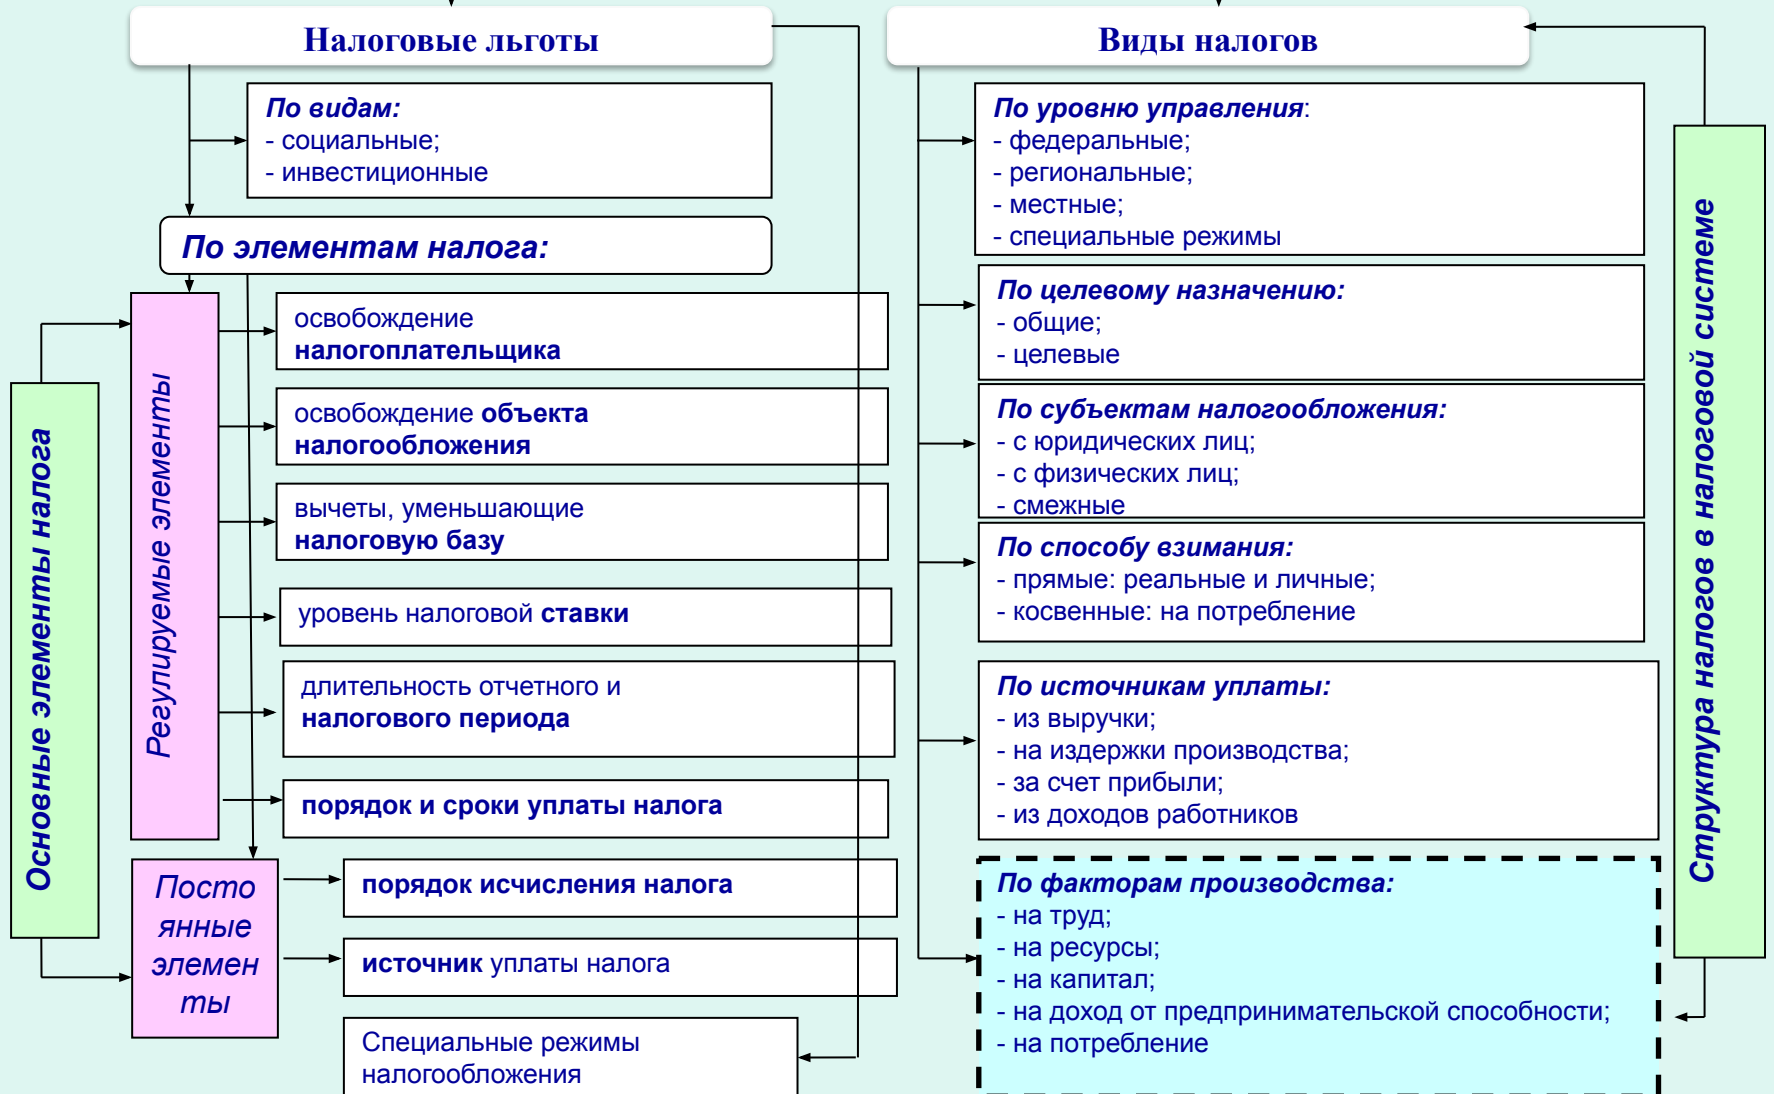 Налоговые льготы
По видам:
- социальные;
- инвестиционные
По элементам налога:
Основные элементы налога
Регулируемые элементы
освобождение
налогоплательщика
освобождение объекта
налогообложения
вычеты, уменьшающие
налоговую базу
уровень налоговой ставки
длительность отчетного и
налогового периода
порядок и сроки уплаты налога
Посто
янные
элемен
ты
порядок исчисления налога
источник уплаты налога
Специальные режимы
налогообложения
Виды налогов
По уровню управления:
- федеральные;
- региональные;
- местные;
- специальные режимы
По целевому назначению:
- общие;
- целевые
По субъектам налогообложения:
- с юридических лиц;
- с физических лиц;
- смежные
По способу взимания:
- прямые: реальные и личные;
- косвенные: на потребление
По источникам уплаты:
- из выручки;
- на издержки производства;
- за счет прибыли;
- из доходов работников
По факторам производства:
- на труд;
- на ресурсы;
- на капитал;
- на доход от предпринимательской способности;
- на потребление
Структура налогов в налоговой системе